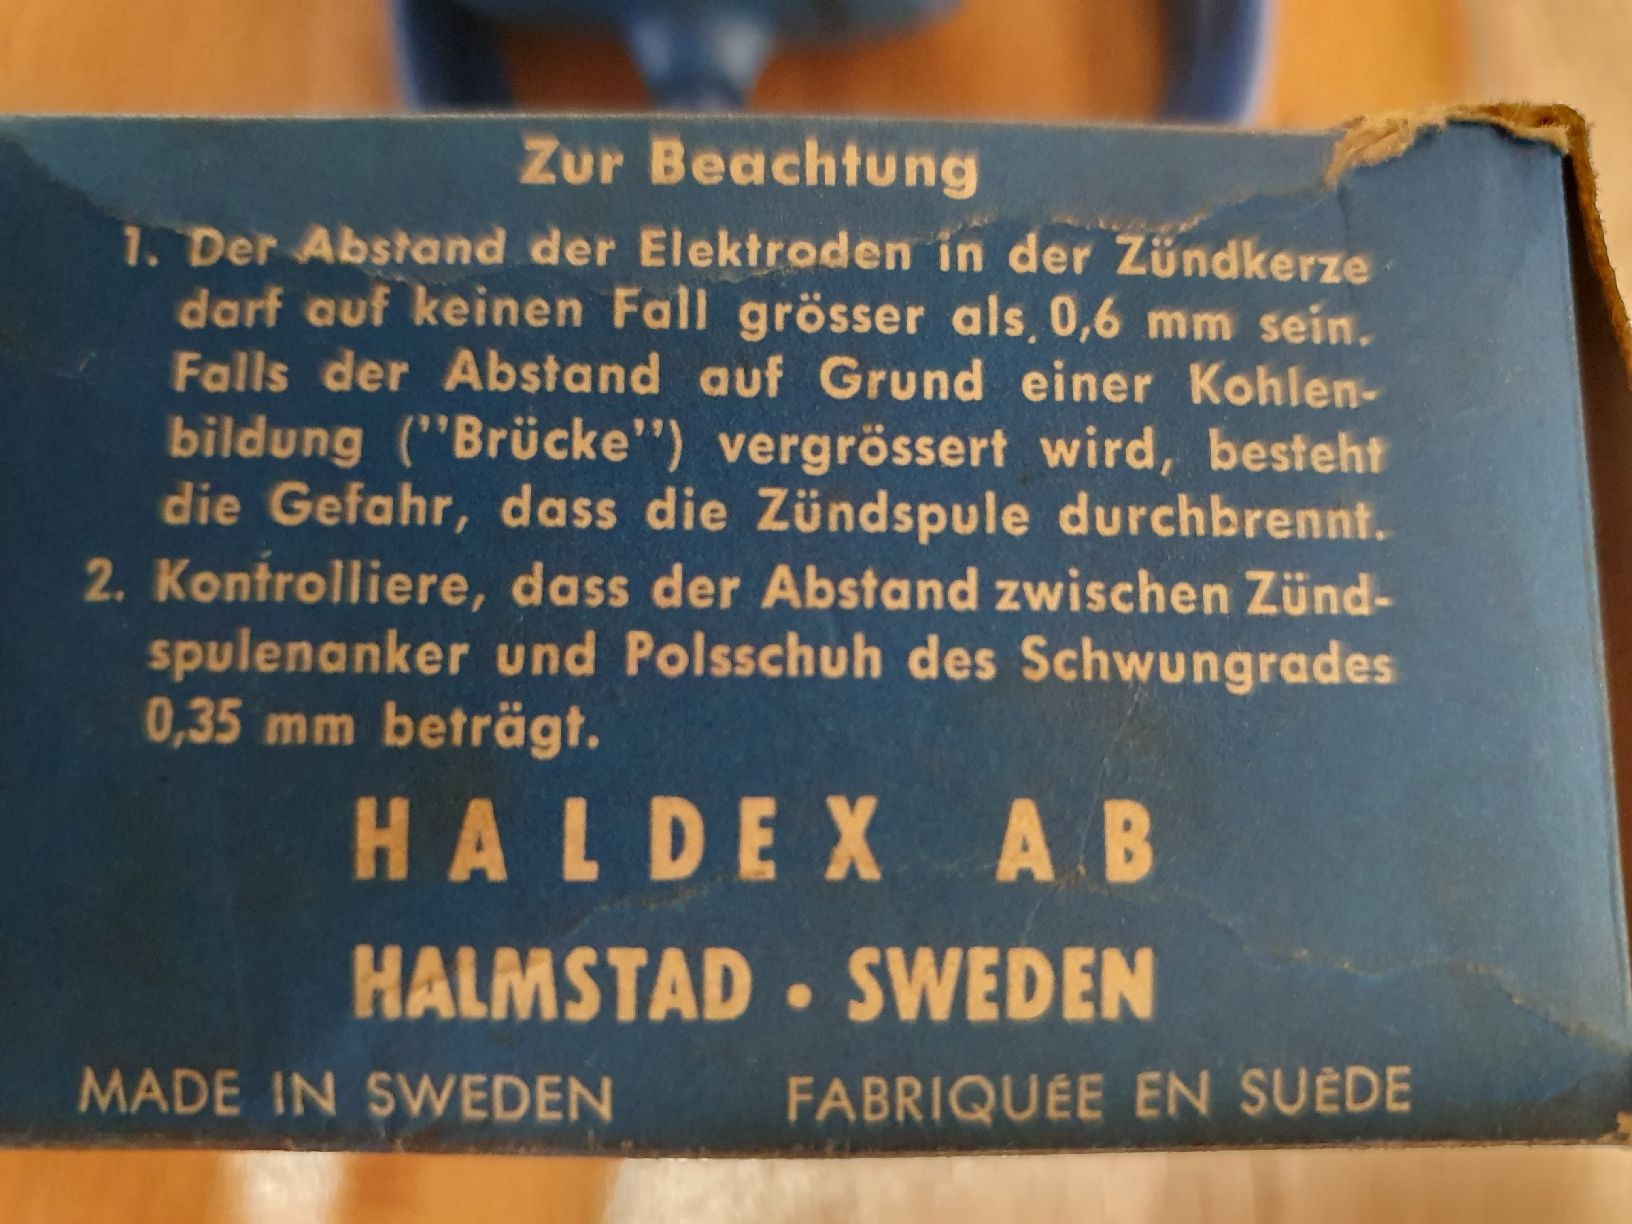 Zur Beachtung
1. Der Abstand der Elektroden in der Zündkerze
darf auf keinen Fall grösser als 0,6 mm sein.
Falls der Abstand auf Grund einer Kohlen-
bildung (''Brücke'') vergrössert wird, besteht
die Gefahr, dass die Zündspule durchbrennt.
2. Kontrolliere, dass der Abstand zwischen Zünd-
spulenanker und Polsschuh des Schwungrades
0,35 mm beträgt.
HALDEX AB
HALMSTAD • SWEDEN
MADE IN SWEDEN FABRIQUÉE EN SUÈDE